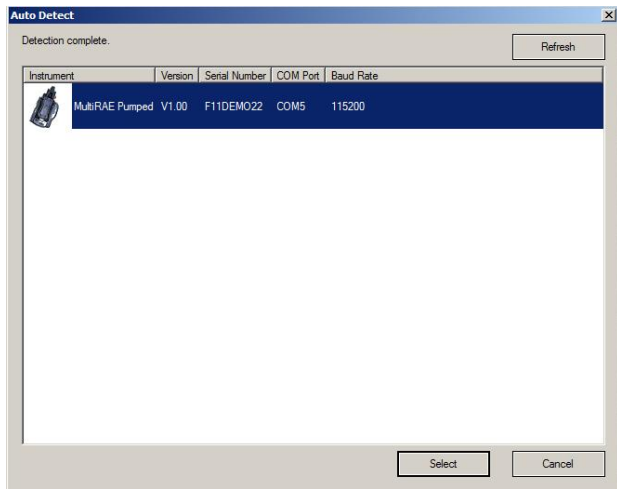 Auto Detect
Detection complete.
Refresh
Instrument Version Serial Number COM Port Baud Rate
MultiRAE Pumped V1.00 F11DEMO22 COM5 115200
Select Cancel